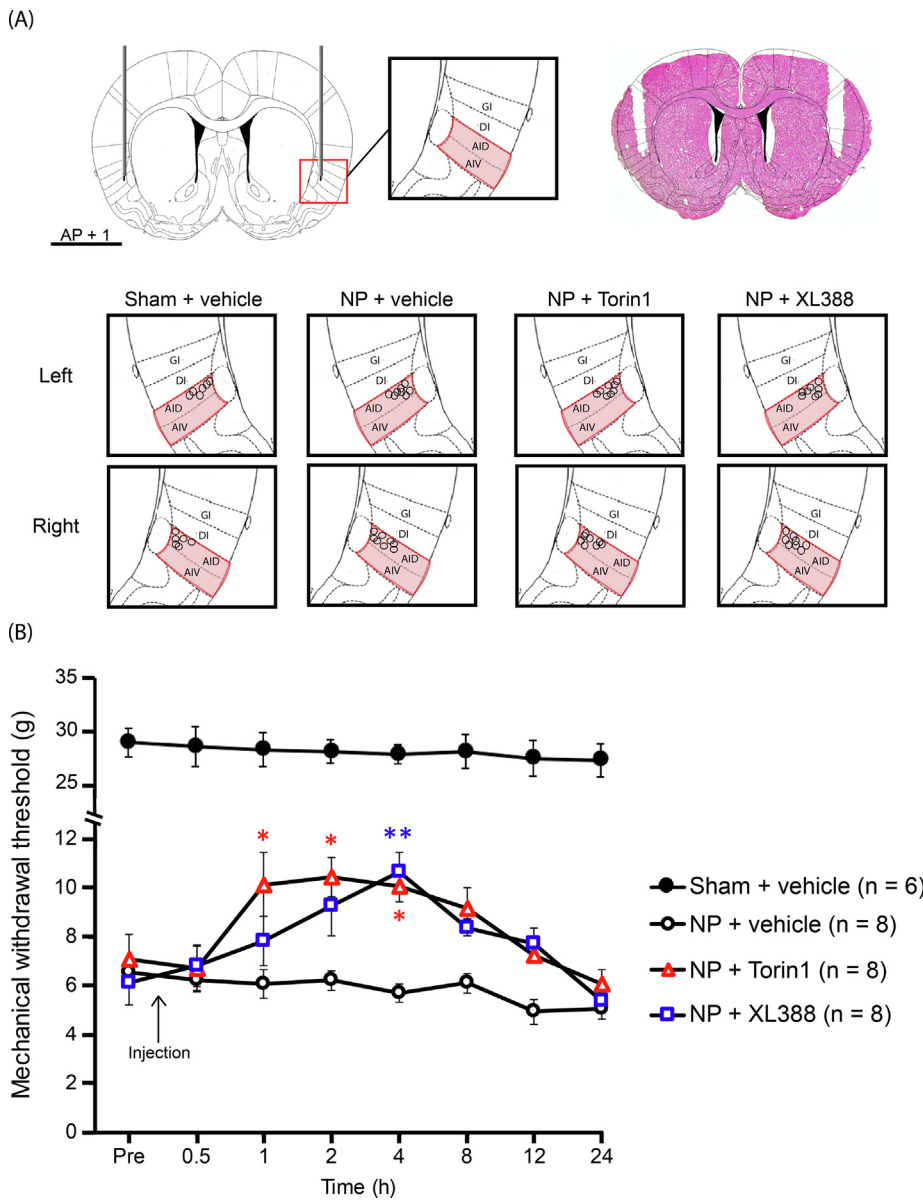 (A)
GI
DI
AID
AIV
AP + 1
Sham + vehicle NP + vehicle NP + Torin1 NP + XL388
Left
GI GI GI GI
DI DI DI DI
AID AID AID AID
AIV AIV AIV AIV
Right
GI GI GI GI
DI DI DI DI
AID AID AID AID
AIV AIV AIV AIV
(B)
Mechanical withdrawal threshold (g)
35
30
25
12
10
8
6
4
2
0
* * **
*
Injection
Pre 0.5 1 2 4 8 12 24
Time (h)
Sham + vehicle (n = 6)
NP + vehicle (n = 8)
NP + Torin1 (n = 8)
NP + XL388 (n = 8)